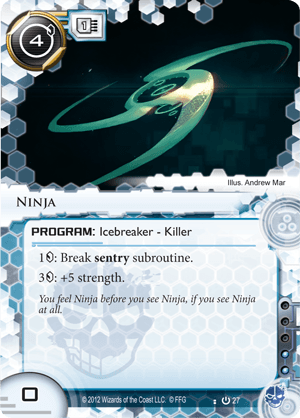 4
1
Illus. Andrew Mar
Ninja
PROGRAM: Icebreaker - Killer
1: Break sentry subroutine.
3: +5 strength.
You feel Ninja before you see Ninja, if you see Ninja
at all.
0
© 2012 Wizards of the Coast LLC. © FFG
27